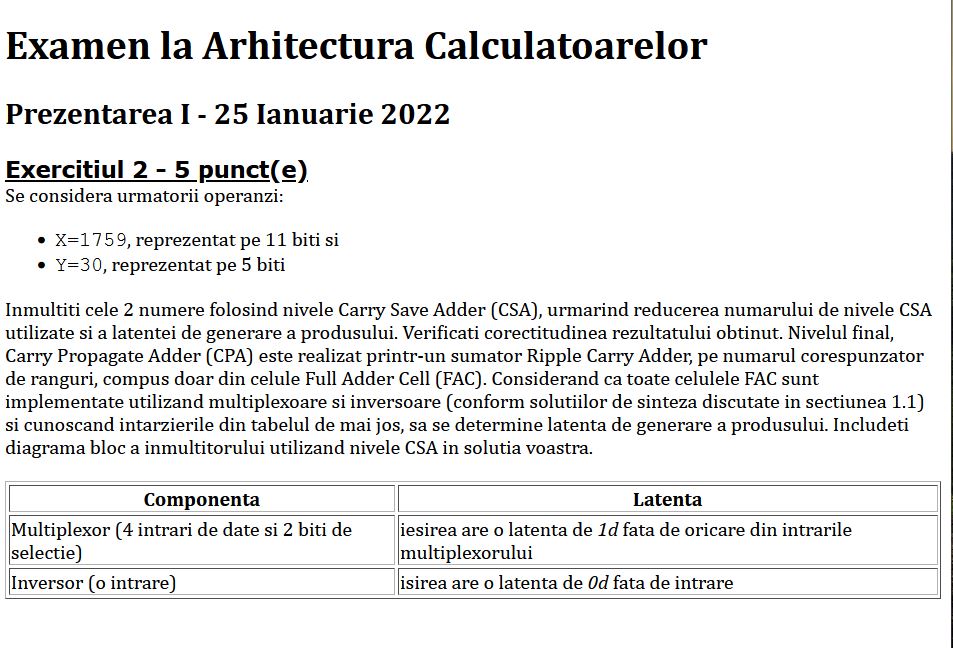 Examen la Arhitectura Calculatoarelor
Prezentarea I - 25 Ianuarie 2022
Exercitiul 2 - 5 punct(e)
Se considera urmatorii operanzi:
• X=1759, reprezentat pe 11 biti si
• Y=30, reprezentat pe 5 biti
Inmultiti cele 2 numere folosind nivele Carry Save Adder (CSA), urmarind reducerea numarului de nivele CSA
utilizate si a latentei de generare a produsului. Verificati corectitudinea rezultatului obtinut. Nivelul final,
Carry Propagate Adder (CPA) este realizat printr-un sumator Ripple Carry Adder, pe numarul corespunzator
de ranguri, compus doar din celule Full Adder Cell (FAC). Considerand ca toate celulele FAC sunt
implementate utilizand multiplexoare si inversoare (conform solutiilor de sinteza discutate in sectiunea 1.1)
si cunoscand intarzierile din tabelul de mai jos, sa se determine latenta de generare a produsului. Includeti
diagrama bloc a inmultitorului utilizand nivele CSA in solutia voastra.
Componenta Latenta
Multiplexor (4 intrari de date si 2 biti de iesirea are o latenta de 1d fata de oricare din intrarile
selectie) multiplexorului
Inversor (o intrare) isirea are o latenta de 0d fata de intrare